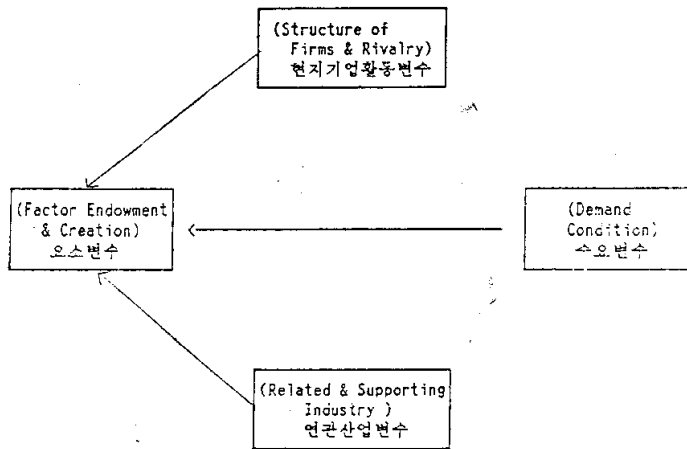 (Structure of
Firms & Rivalry)
현지기업활동변수
(Factor Endowment
& Creation)
요소변수
(Demand
Condition)
수요변수
(Related & Supporting
Industry )
연관산업변수